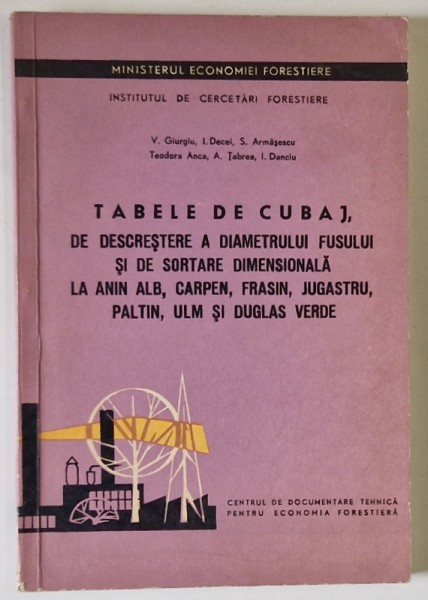 MINISTERUL ECONOMIEI FORESTIERE
INSTITUTUL DE CERCETĂRI FORESTIERE
V. Giurgiu, I. Decei, S. Armășescu
Teodora Anca, A. Țabrea, I. Danciu
TABELE DE CUBAJ,
DE DESCREȘTERE A DIAMETRULUI FUSULUI
ȘI DE SORTARE DIMENSIONALĂ
LA ANIN ALB, CARPEN, FRASIN, JUGASTRU,
PALTIN, ULM ȘI DUGLAS VERDE
CENTRUL DE DOCUMENTARE TEHNICĂ
PENTRU ECONOMIA FORESTIERĂ